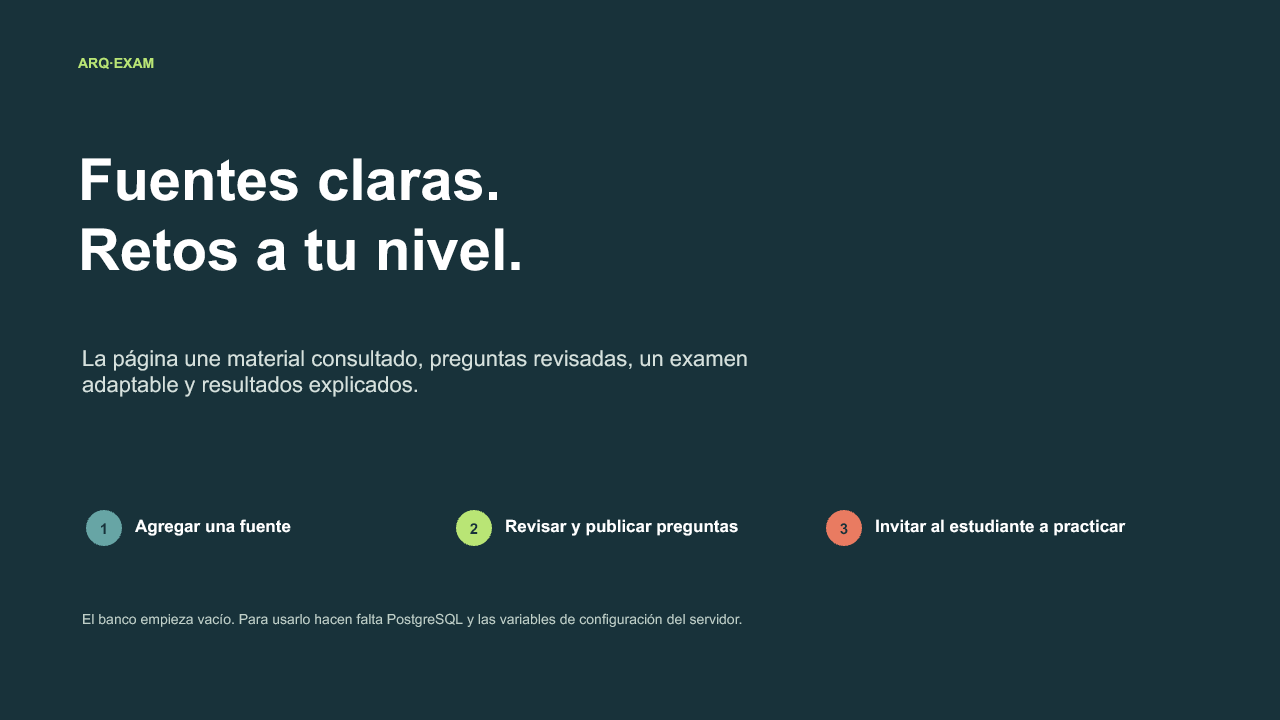 ARQ·EXAM
Fuentes claras.
Retos a tu nivel.
La página une material consultado, preguntas revisadas, un examen
adaptable y resultados explicados.
1 Agregar una fuente
2 Revisar y publicar preguntas
3 Invitar al estudiante a practicar
El banco empieza vacío. Para usarlo hacen falta PostgreSQL y las variables de configuración del servidor.